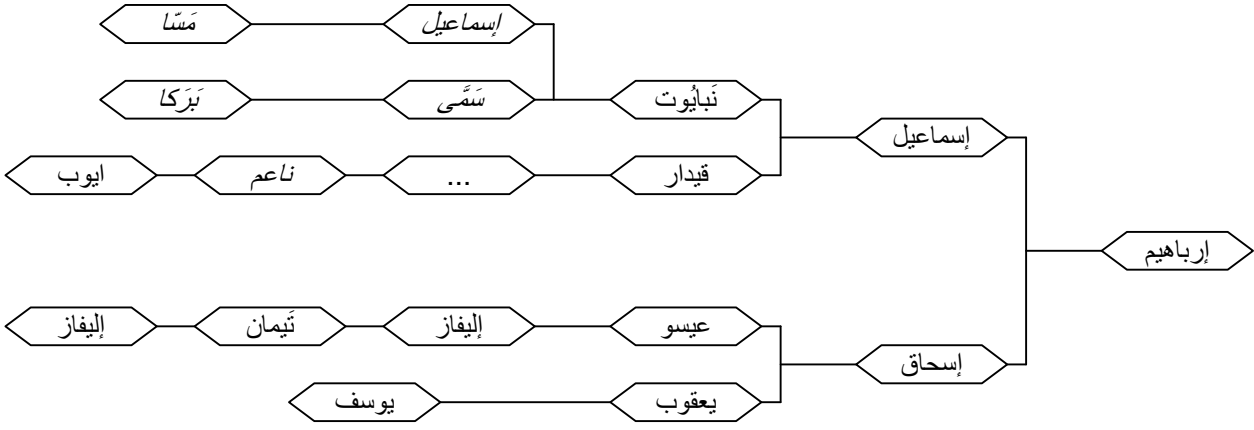 إسماعيل
مَسّا
نَبايُوت
سَمَّى
بَرَكا
إسماعيل
قيدار
...
ناعم
ايوب
إرباهيم
عيسو
إليفاز
تَيمان
إليفاز
إسحاق
يعقوب
يوسف